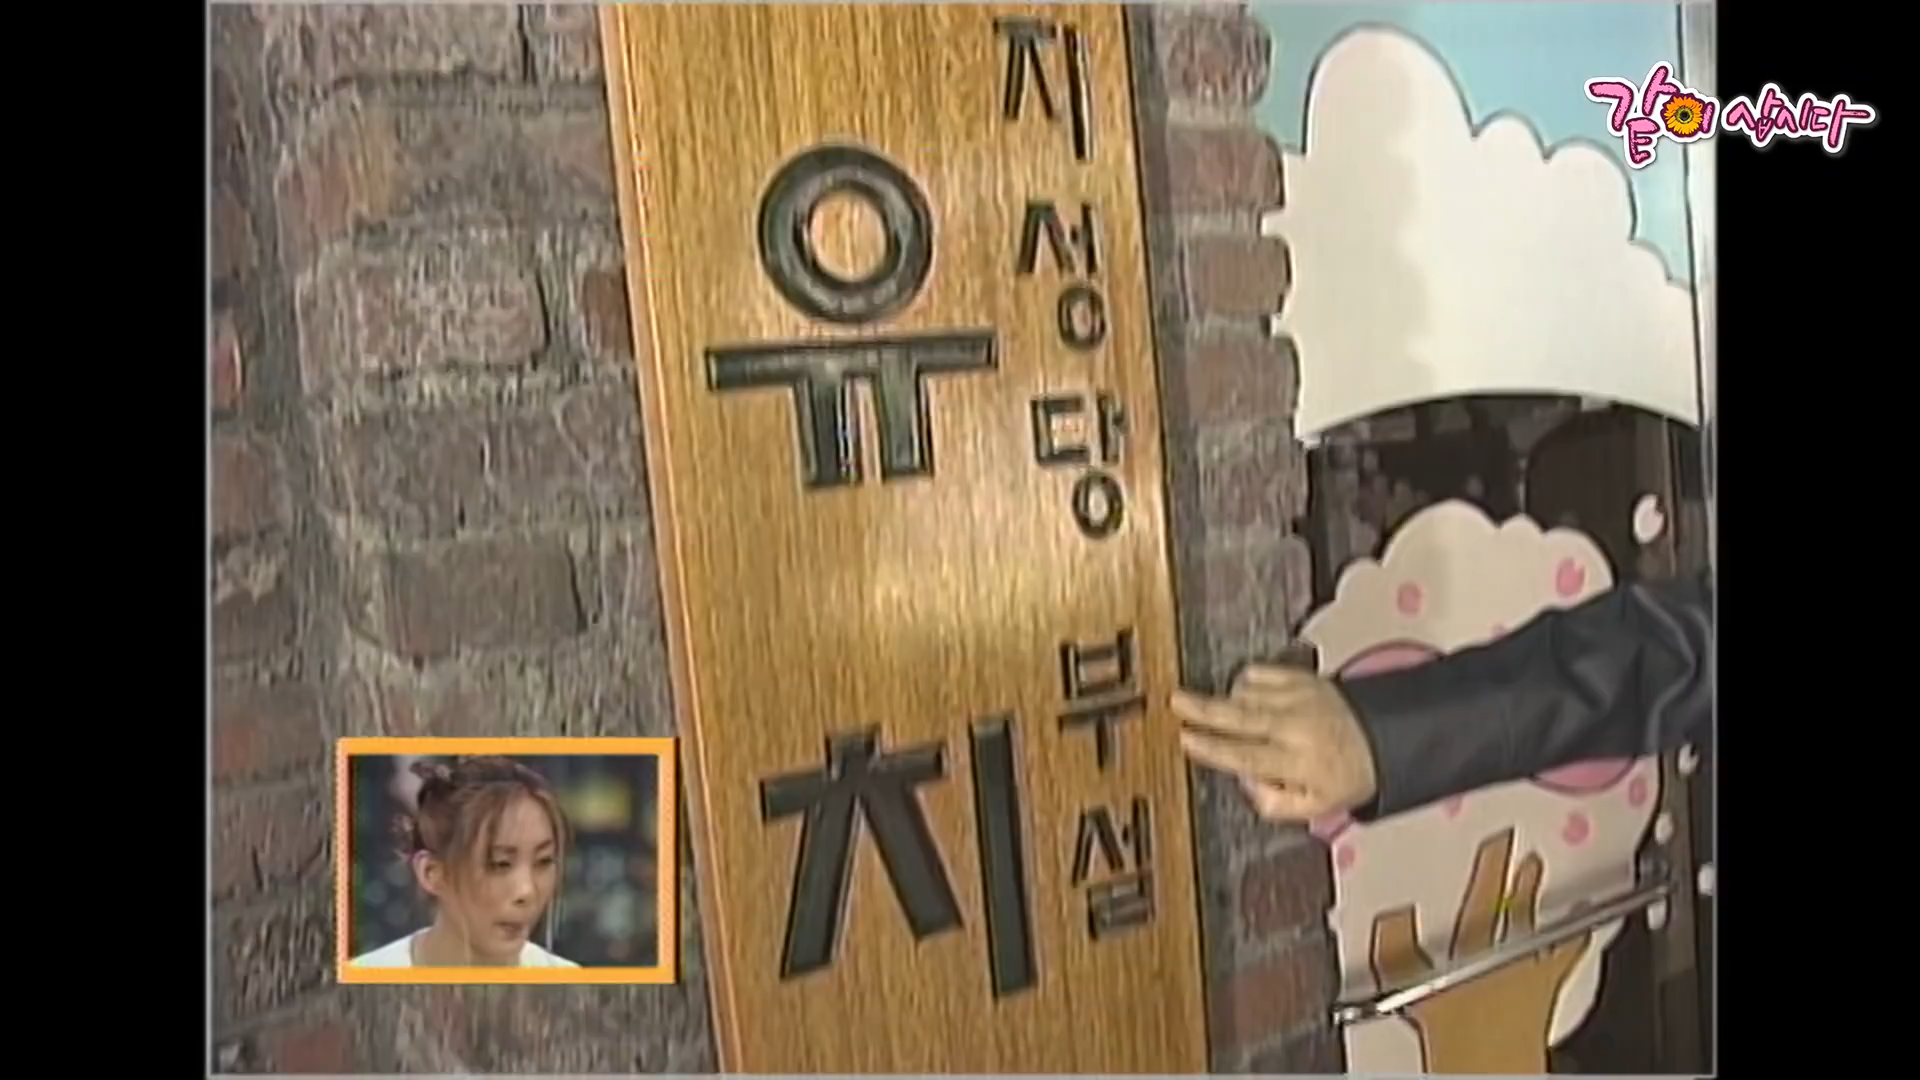 지성당 부설
유치
같이 삽시다